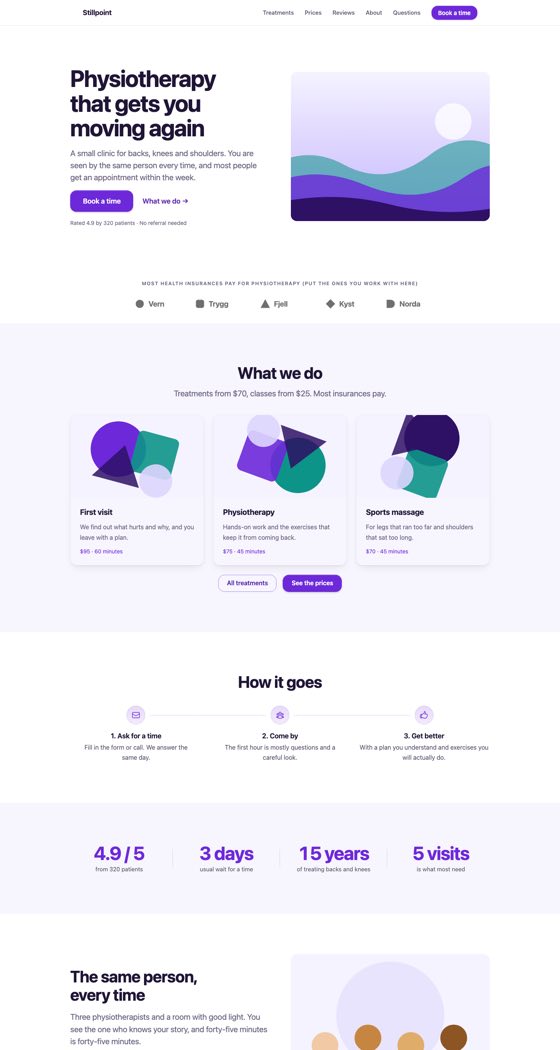 Stillpoint
Treatments
Prices
Reviews
About
Questions
Book a time
Physiotherapy
that gets you
moving again
A small clinic for backs, knees and shoulders. You are
seen by the same person every time, and most people
get an appointment within the week.
Book a time
What we do →
Rated 4.9 by 320 patients · No referral needed
MOST HEALTH INSURANCES PAY FOR PHYSIOTHERAPY (PUT THE ONES YOU WORK WITH HERE)
Vern
Trygg
Fjell
Kyst
Norda
What we do
Treatments from $70, classes from $25. Most insurances pay.
First visit
We find out what hurts and why, and you
leave with a plan.
$95 · 60 minutes
Physiotherapy
Hands-on work and the exercises that
keep it from coming back.
$75 · 45 minutes
Sports massage
For legs that ran too far and shoulders
that sat too long.
$70 · 45 minutes
All treatments
See the prices
How it goes
1. Ask for a time
Fill in the form or call. We answer the
same day.
2. Come by
The first hour is mostly questions and a
careful look.
3. Get better
With a plan you understand and exercises you
will actually do.
4.9 / 5
from 320 patients
3 days
usual wait for a time
15 years
of treating backs and knees
5 visits
is what most need
The same person,
every time
Three physiotherapists and a room with good light. You
see the one who knows your story, and forty-five minutes
is forty-five minutes.